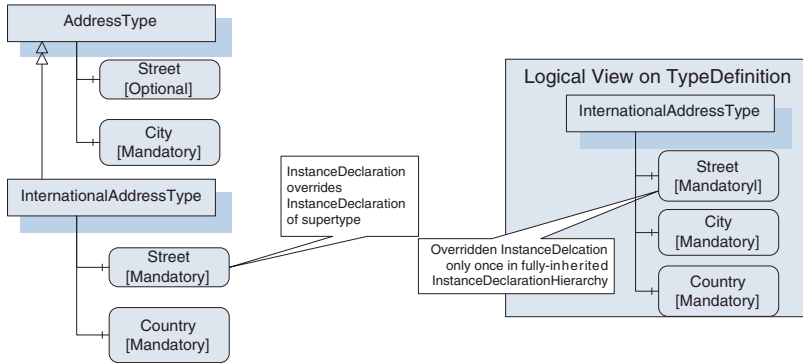 AddressType
Street
[Optional]
City
[Mandatory]
InternationalAddressType
Street
[Mandatory]
Country
[Mandatory]
InstanceDeclaration
overrides
InstanceDeclaration
of supertype
Logical View on TypeDefinition
InternationalAddressType
Street
[Mandatoryl]
City
[Mandatory]
Country
[Mandatory]
Overridden InstanceDelcation
only once in fully-inherited
InstanceDeclarationHierarchy